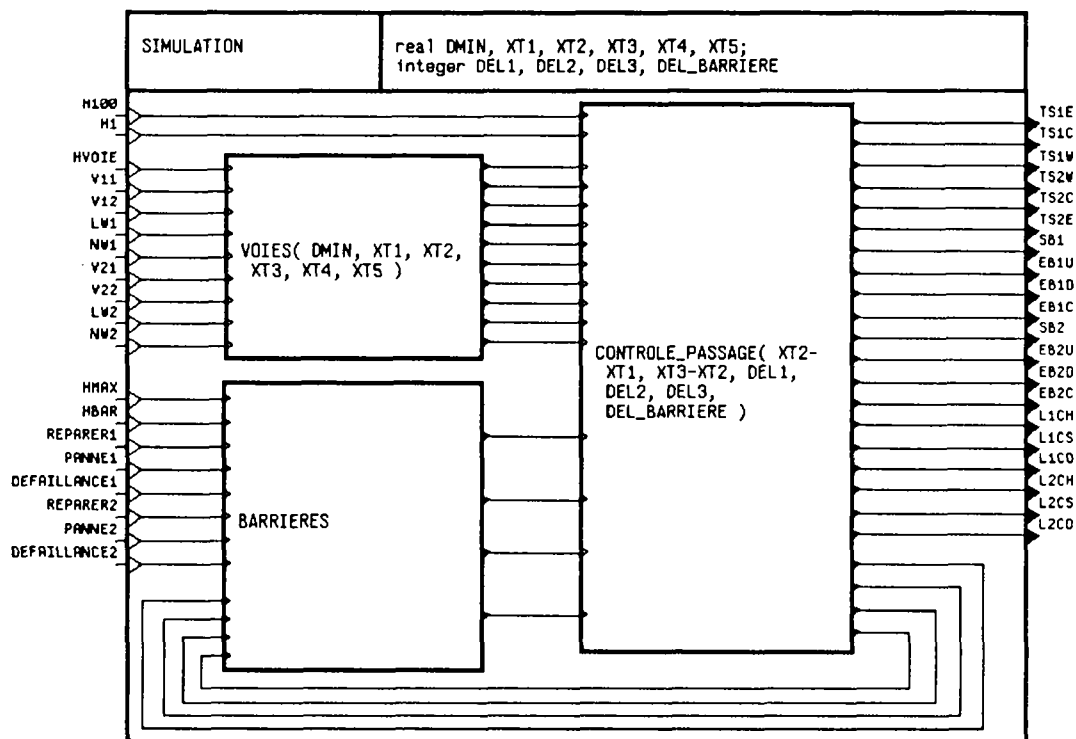 SIMULATION
real DMIN, XT1, XT2, XT3, XT4, XT5;
integer DEL1, DEL2, DEL3, DEL_BARRIERE
H100
H1
HVOIE
V11
V12
LW1
NW1
V21
V22
LW2
NW2
HMAX
HBAR
REPARER1
PANNE1
DEFAILLANCE1
REPARER2
PANNE2
DEFAILLANCE2
VOIES( DMIN, XT1, XT2,
XT3, XT4, XT5 )
BARRIERES
CONTROLE_PASSAGE( XT2-
XT1, XT3-XT2, DEL1,
DEL2, DEL3,
DEL_BARRIERE )
TS1E
TS1C
TS1W
TS2W
TS2C
TS2E
SB1
EB1U
EB1D
EB1C
SB2
EB2U
EB2D
EB2C
L1CH
L1CS
L1CD
L2CH
L2CS
L2CD